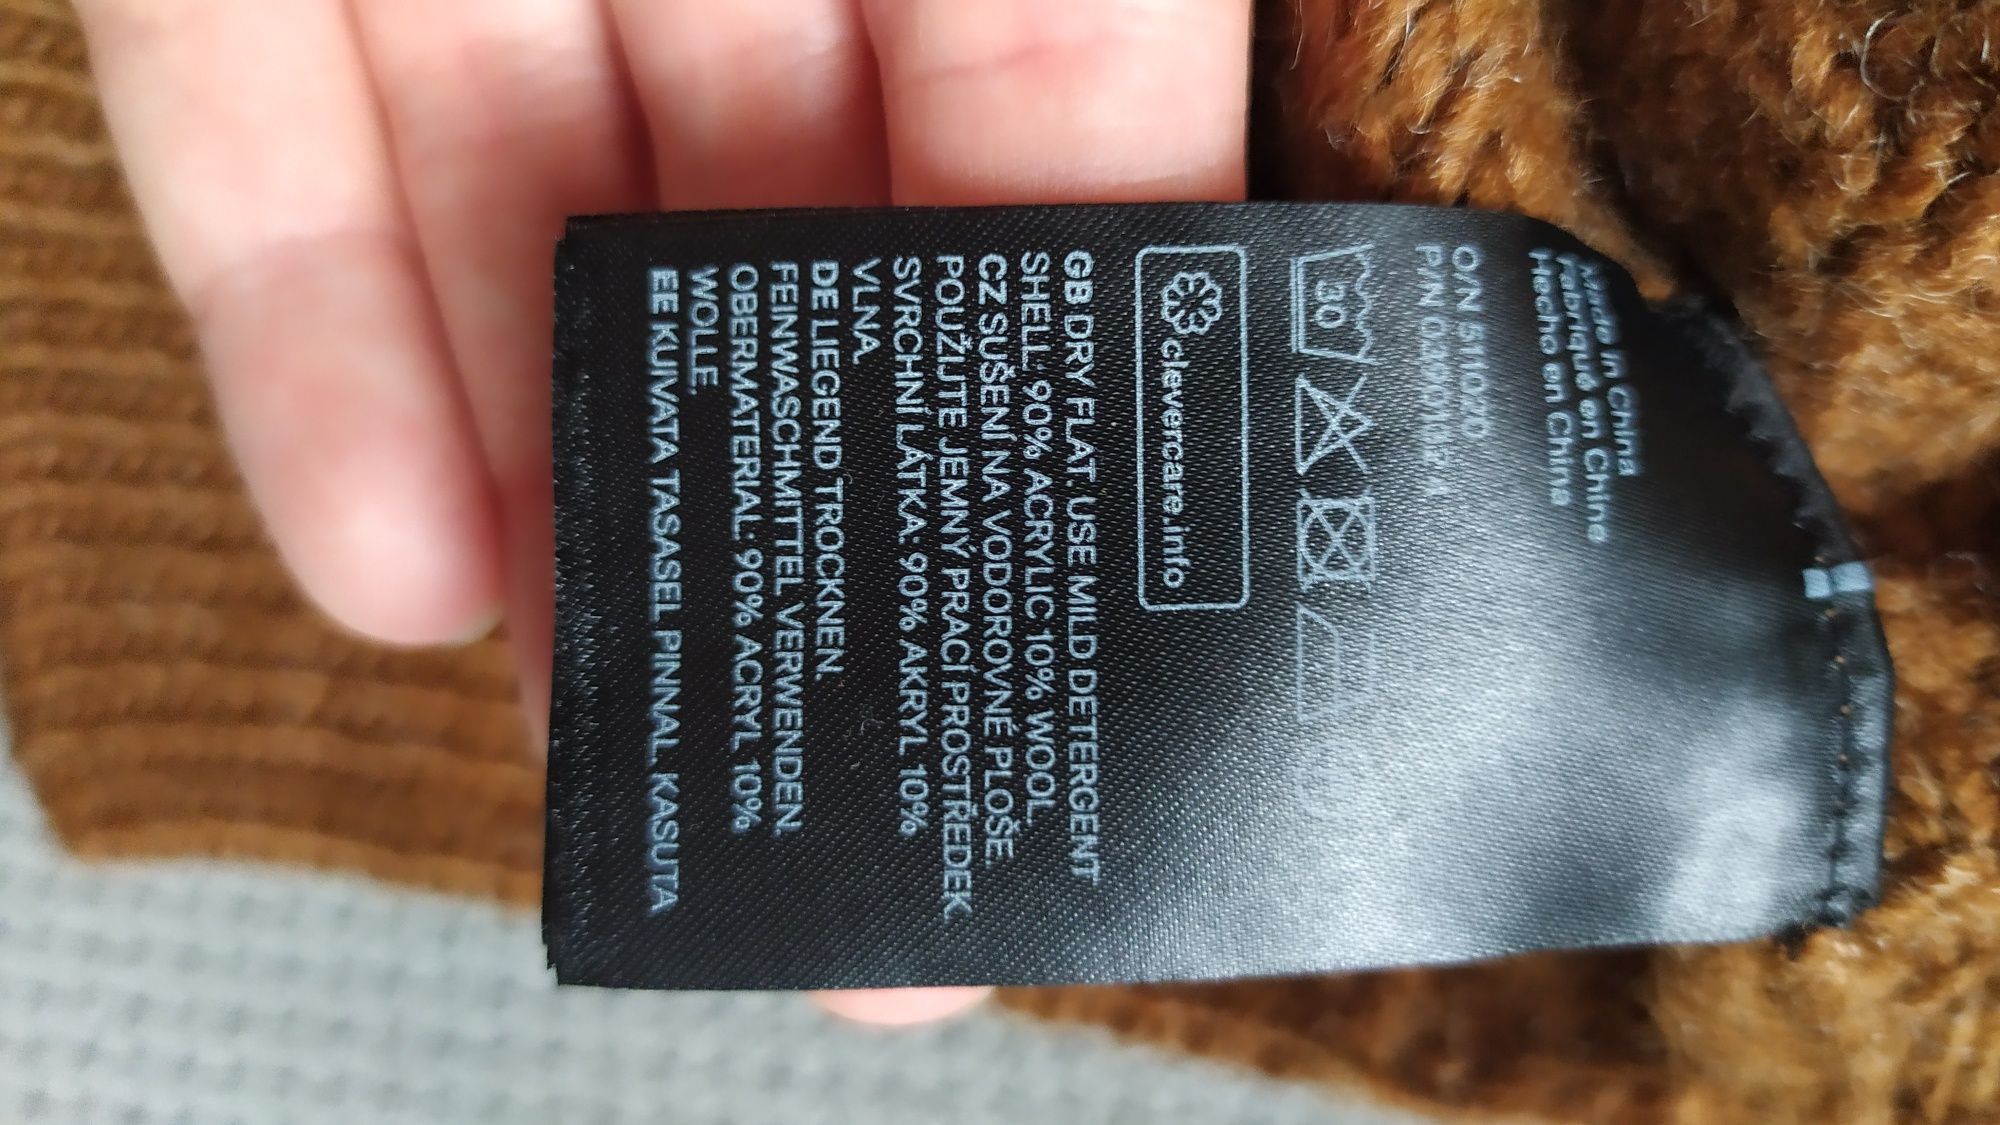 Made in China
Fabriqué en Chine
Hecho en China
O/N 511070
P/N
30
clevercare.info
GB DRY FLAT. USE MILD DETERGENT
SHELL: 90% ACRYLIC 10% WOOL
CZ SUŠENÍ NA VODOROVNÉ PLOŠE.
POUŽIJTE JEMNÝ PRACÍ PROSTŘEDEK
SVRCHNÍ LÁTKA: 90% AKRYL 10%
VLNA.
DE LIEGEND TROCKNEN.
FEINWASCHMITTEL VERWENDEN.
OBERMATERIAL: 90% ACRYL 10%
WOLLE.
EE KUIVATA TASASEL PINNAL. KASUTA